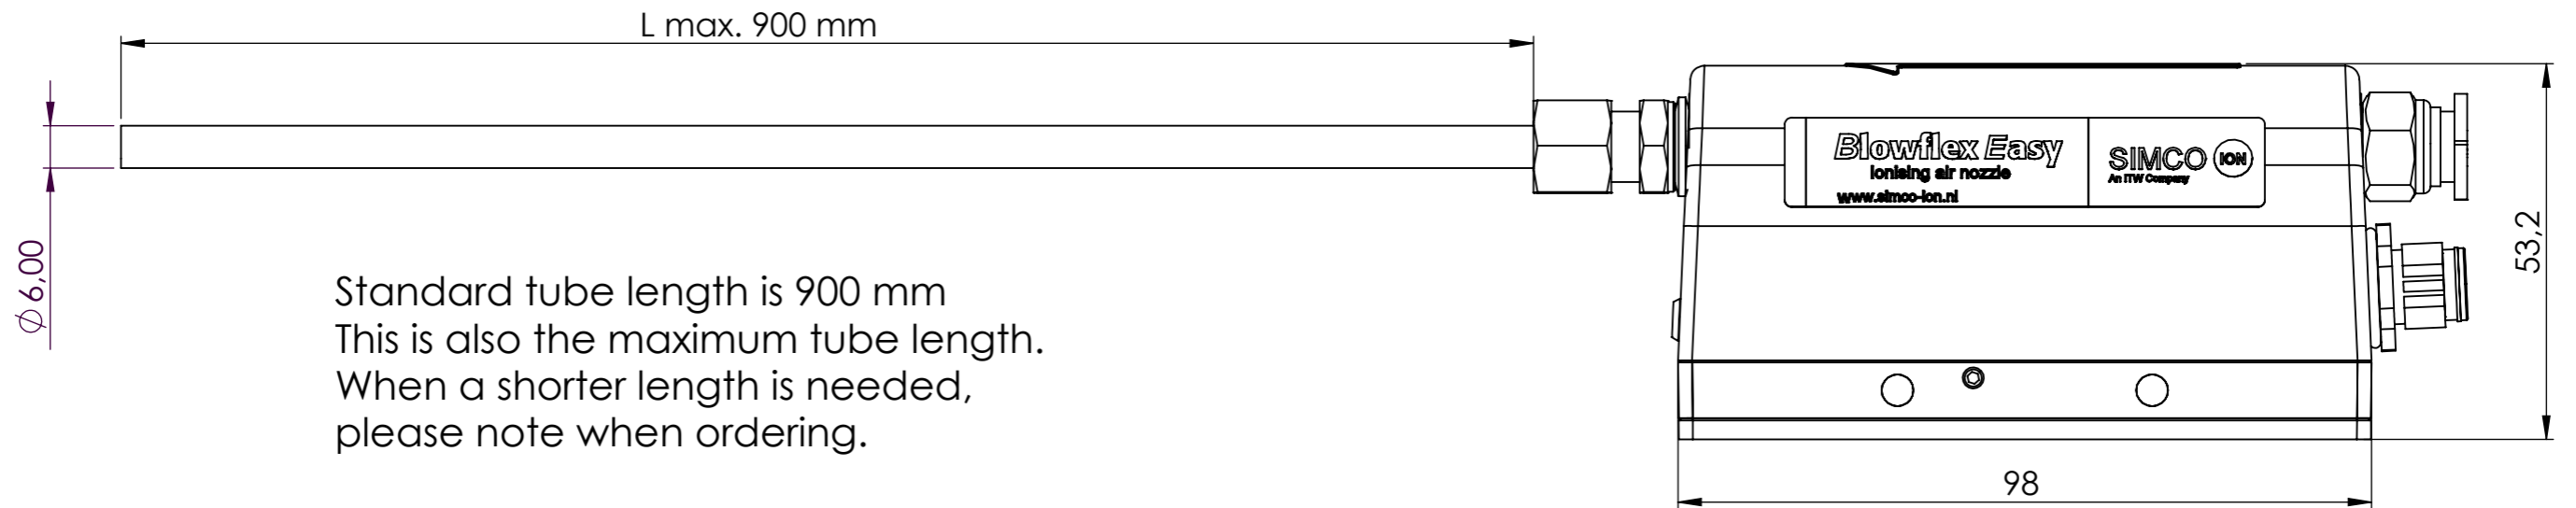 L max. 900 mm
Ø 6,00
Standard tube length is 900 mm
This is also the maximum tube length.
When a shorter length is needed,
please note when ordering.
Blowflex Easy
Ionising air nozzle
www.simco-ion.nl
SIMCO ION
An ITW Company
53,2
98